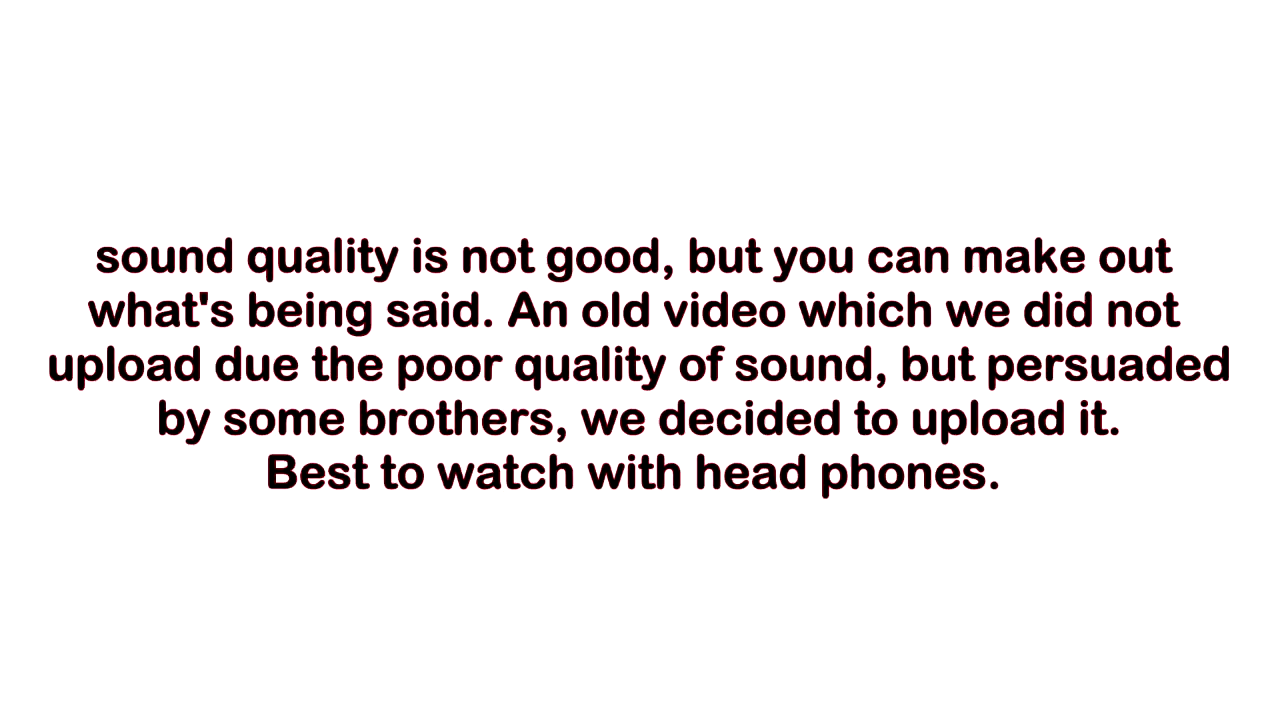 sound quality is not good, but you can make out
what's being said. An old video which we did not
upload due the poor quality of sound, but persuaded
by some brothers, we decided to upload it.
Best to watch with head phones.